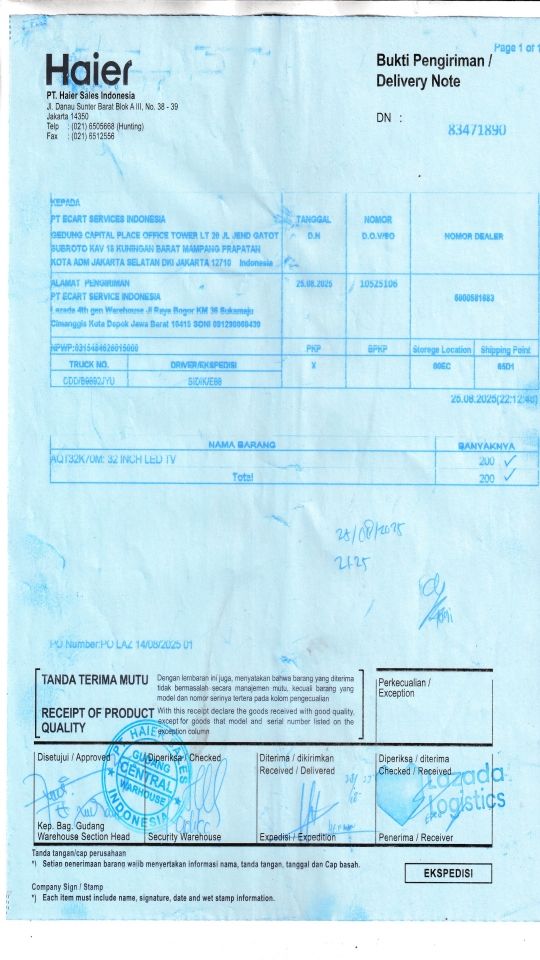 Page 1 of 1
Haier
PT. Haier Sales Indonesia
Jl. Danau Sunter Barat Blok A III, No. 38 - 39
Jakarta 14350
Telp : (021) 6505668 (Hunting)
Fax : (021) 6512556
Bukti Pengiriman /
Delivery Note
DN :
83471890
KEPADA
PT ECART SERVICES INDONESIA
GEDUNG CAPITAL PLACE OFFICE TOWER LT 20 JL JEND GATOT
SUBROTO KAV 18 KUNINGAN BARAT MAMPANG PRAPATAN
KOTA ADM JAKARTA SELATAN DKI JAKARTA 12710 Indonesia
TANGGAL
D.N
NOMOR
D.O.V/SO
NOMOR DEALER
ALAMAT PENGIRIMAN
PT ECART SERVICE INDONESIA
Lazada 4th gen Warehouse Jl Raya Bogor KM 36 Sukamaju
Cimanggis Kota Depok Jawa Barat 16415
25.08.2025
10525106
NPWP:
PKP
BPKP
Storege Location
Shipping Point
TRUCK NO.
DRIVER/EKSPEDISI
X
65D1
SIDIK/E69
25.08.2025(22:12:48)
NAMA BARANG
BANYAKNYA
AQT32K70M: 32 INCH LED TV
200
Total
200
25/08/2025
21.25
PO Number:PO LAZ 14/08/2025 01
TANDA TERIMA MUTU
Dengan lembaran ini juga, menyatakan bahwa barang yang diterima
tidak bermasalah secara manajemen mutu, kecuali barang yang
model dan nomor serinya tertera pada kolom pengecualian
RECEIPT OF PRODUCT
QUALITY
With this receipt declare the goods received with good quality,
except for goods that model and serial number listed on the
exception column
Perkecualian /
Exception
Disetujui / Approved
Diperiksa / Checked
Diterima / dikirimkan
Received / Delivered
Diperiksa / diterima
Checked / Received
PT. HAIER SALES
GUDANG
CENTRAL
WARHOUSE
INDONESIA
Lazada
Logistics
Kep. Bag. Gudang
Warehouse Section Head
Security Warehouse
Expedisi / Expedition
Penerima / Receiver
Tanda tangan/cap perusahaan
*) Setiap penerimaan barang wajib menyertakan informasi nama, tanda tangan, tanggal dan Cap basah.
EKSPEDISI
Company Sign / Stamp
*) Each item must include name, signature, date and wet stamp information.